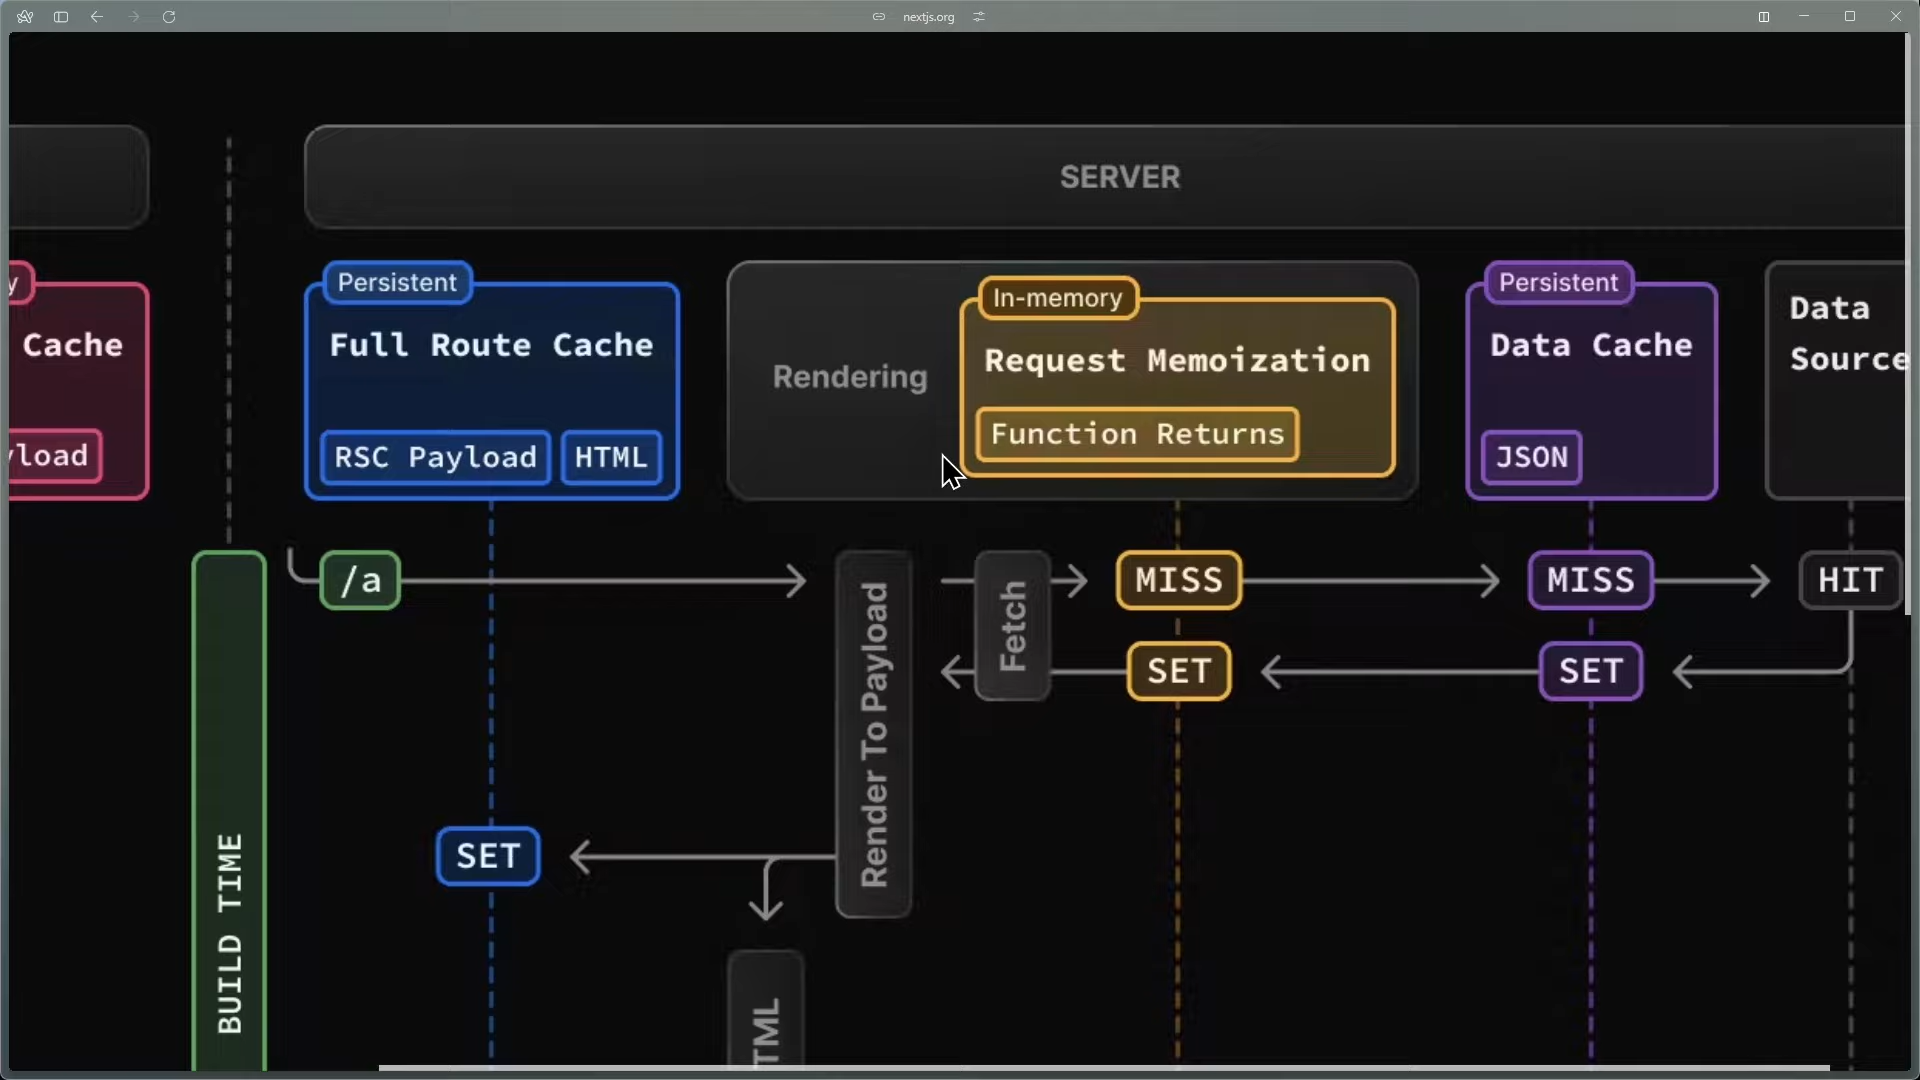 nextjs.org
SERVER
Cache
Persistent
Full Route Cache
RSC Payload
HTML
Rendering
In-memory
Request Memoization
Function Returns
Persistent
Data Cache
JSON
Data
Source
/a
Render To Payload
Fetch
MISS
MISS
HIT
SET
SET
SET
BUILD TIME